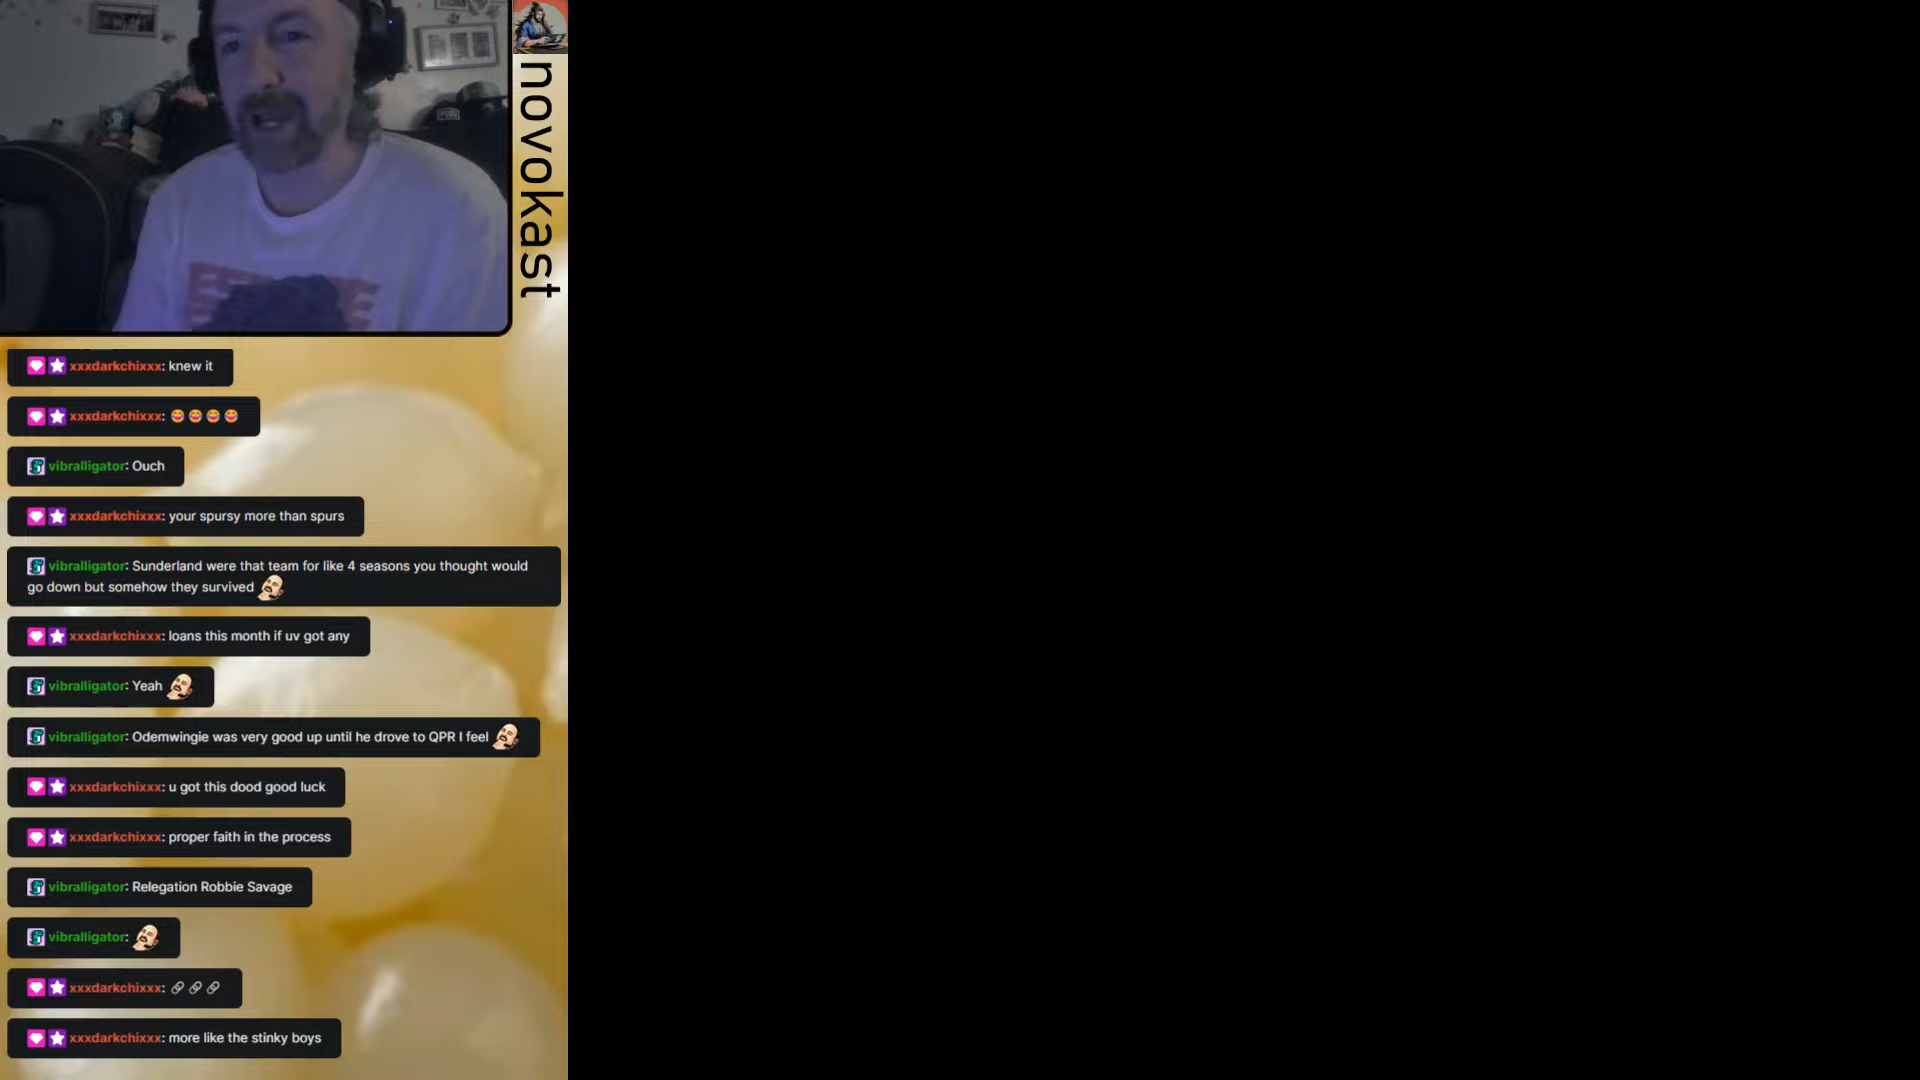 novokast
xxxdarkchixxx: knew it
xxxdarkchixxx: 😂😂😂😂
vibralligator: Ouch
xxxdarkchixxx: your spursy more than spurs
vibralligator: Sunderland were that team for like 4 seasons you thought would
go down but somehow they survived
xxxdarkchixxx: loans this month if uv got any
vibralligator: Yeah
vibralligator: Odemwingie was very good up until he drove to QPR I feel
xxxdarkchixxx: u got this dood good luck
xxxdarkchixxx: proper faith in the process
vibralligator: Relegation Robbie Savage
vibralligator:
xxxdarkchixxx: 🔗🔗🔗
xxxdarkchixxx: more like the stinky boys